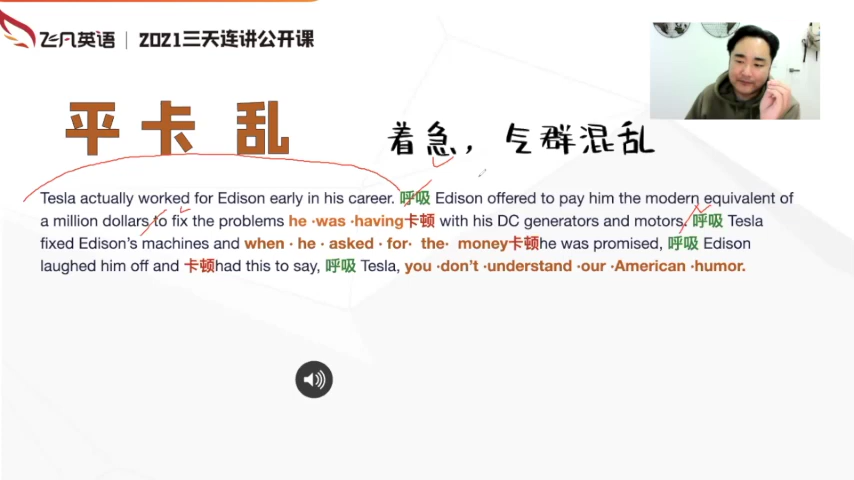 飞凡英语 | 2021三天连讲公开课
平 卡 乱
着急，气群混乱
Tesla actually worked for Edison early in his career. 呼吸 Edison offered to pay him the modern equivalent of
a million dollars to fix the problems he ·was ·having卡顿 with his DC generators and motors. 呼吸 Tesla
fixed Edison’s machines and when · he · asked · for· the· money卡顿he was promised, 呼吸 Edison
laughed him off and 卡顿had this to say, 呼吸 Tesla, you ·don’t ·understand ·our ·American ·humor.